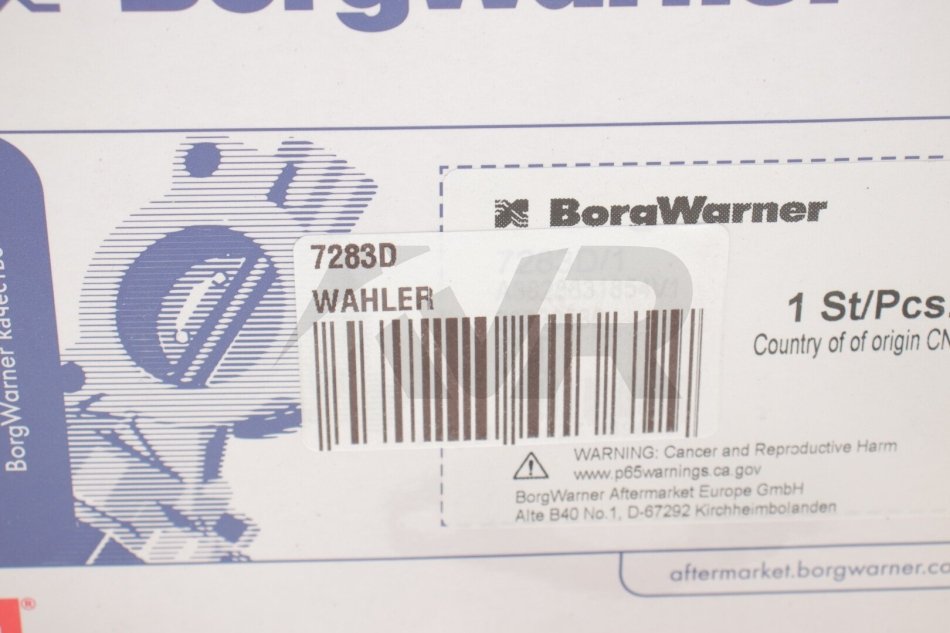 BorgWarner
BorgWarner
7283D
WAHLER
1 St/Pcs.
Country of of origin CN
WARNING: Cancer and Reproductive Harm
www.p65warnings.ca.gov
BorgWarner Aftermarket Europe GmbH
Alte B40 No.1, D-67292 Kirchheimbolanden
aftermarket.borgwarner.co
BorgWarner качество
®